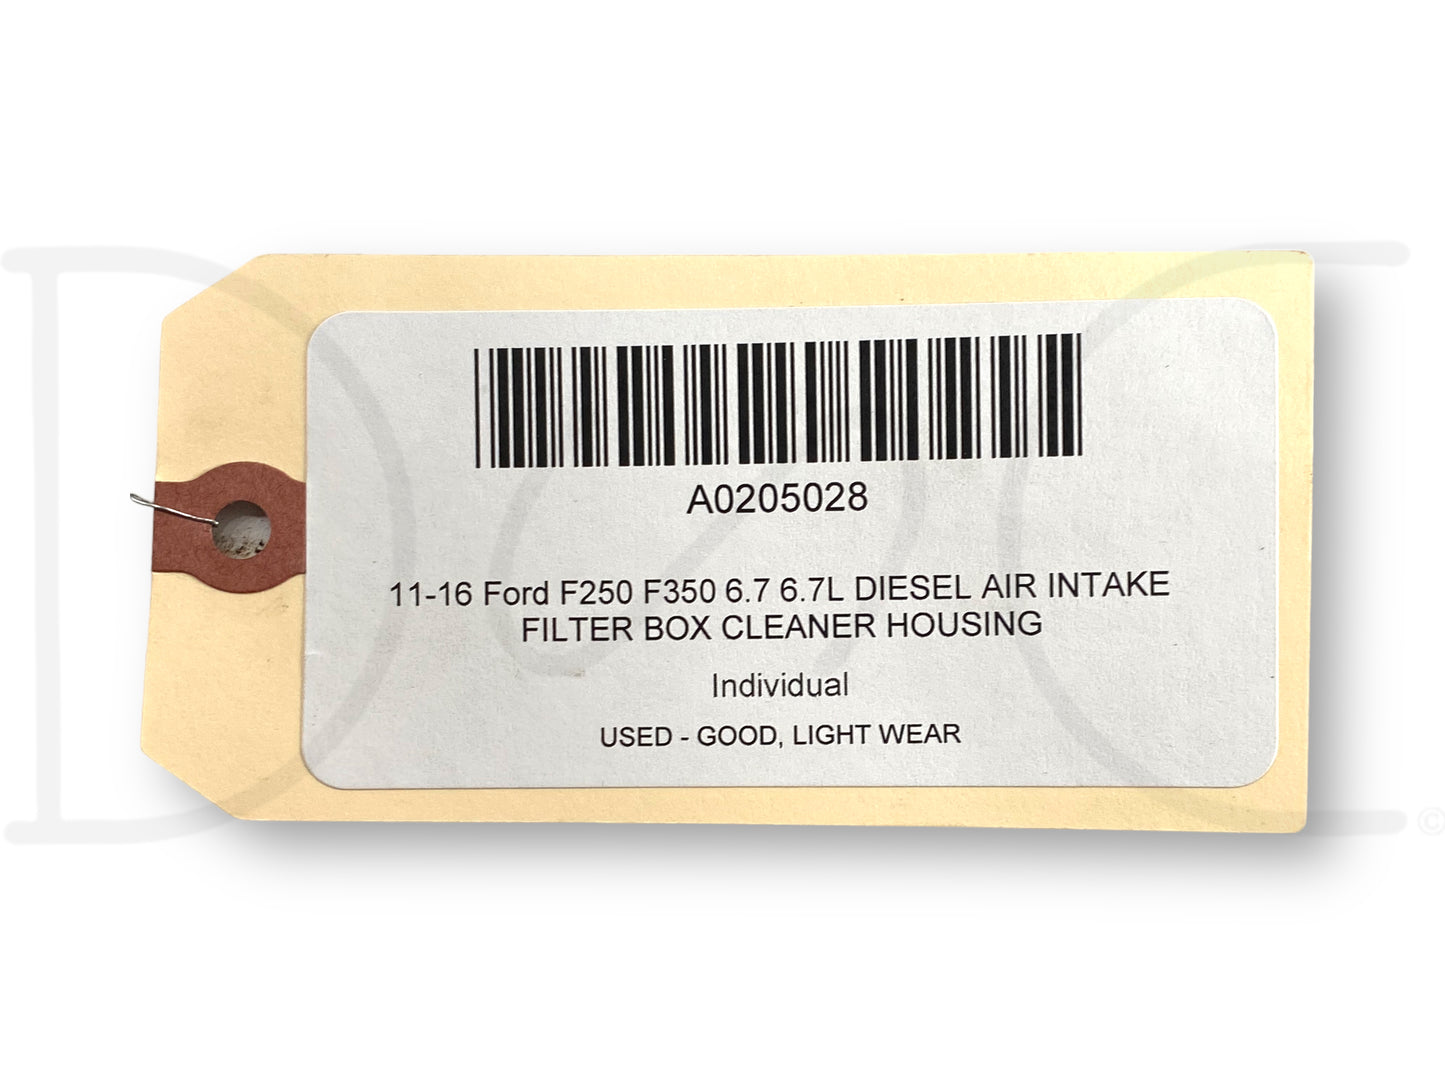 A0205028
11-16 Ford F250 F350 6.7 6.7L DIESEL AIR INTAKE
FILTER BOX CLEANER HOUSING
Individual
USED - GOOD, LIGHT WEAR
©